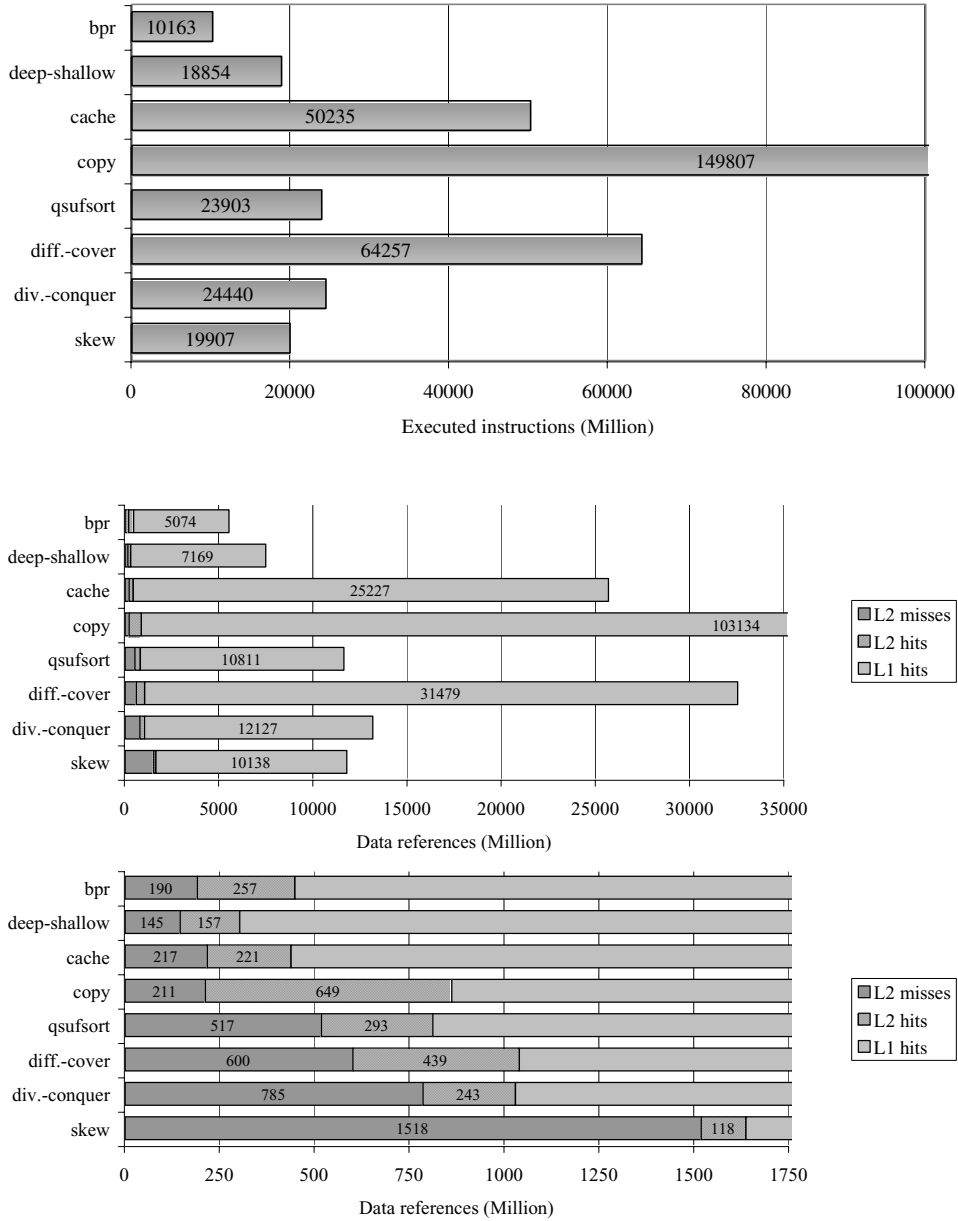 bpr 10163
deep-shallow 18854
cache 50235
copy 149807
qsufsort 23903
diff.-cover 64257
div.-conquer 24440
skew 19907
0 20000 40000 60000 80000 100000
Executed instructions (Million)
bpr 5074
deep-shallow 7169
cache 25227
copy 103134
qsufsort 10811
diff.-cover 31479
div.-conquer 12127
skew 10138
0 5000 10000 15000 20000 25000 30000 35000
Data references (Million)
L2 misses
L2 hits
L1 hits
bpr 190 257
deep-shallow 145 157
cache 217 221
copy 211 649
qsufsort 517 293
diff.-cover 600 439
div.-conquer 785 243
skew 1518 118
0 250 500 750 1000 1250 1500 1750
Data references (Million)
L2 misses
L2 hits
L1 hits